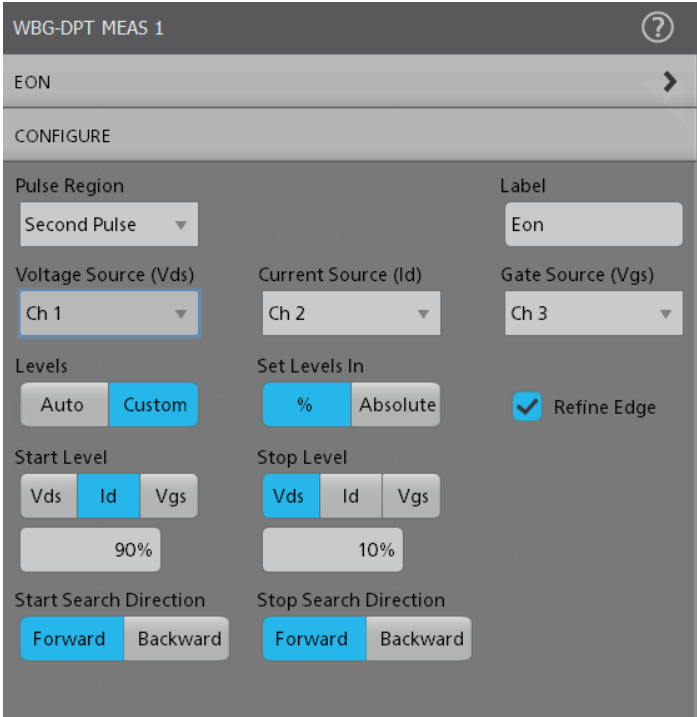 WBG-DPT MEAS 1
?
EON
CONFIGURE
Pulse Region Label
Second Pulse Eon
Voltage Source (Vds) Current Source (Id) Gate Source (Vgs)
Ch 1 Ch 2 Ch 3
Levels Set Levels In
Auto Custom % Absolute Refine Edge
Start Level Stop Level
Vds Id Vgs Vds Id Vgs
90% 10%
Start Search Direction Stop Search Direction
Forward Backward Forward Backward